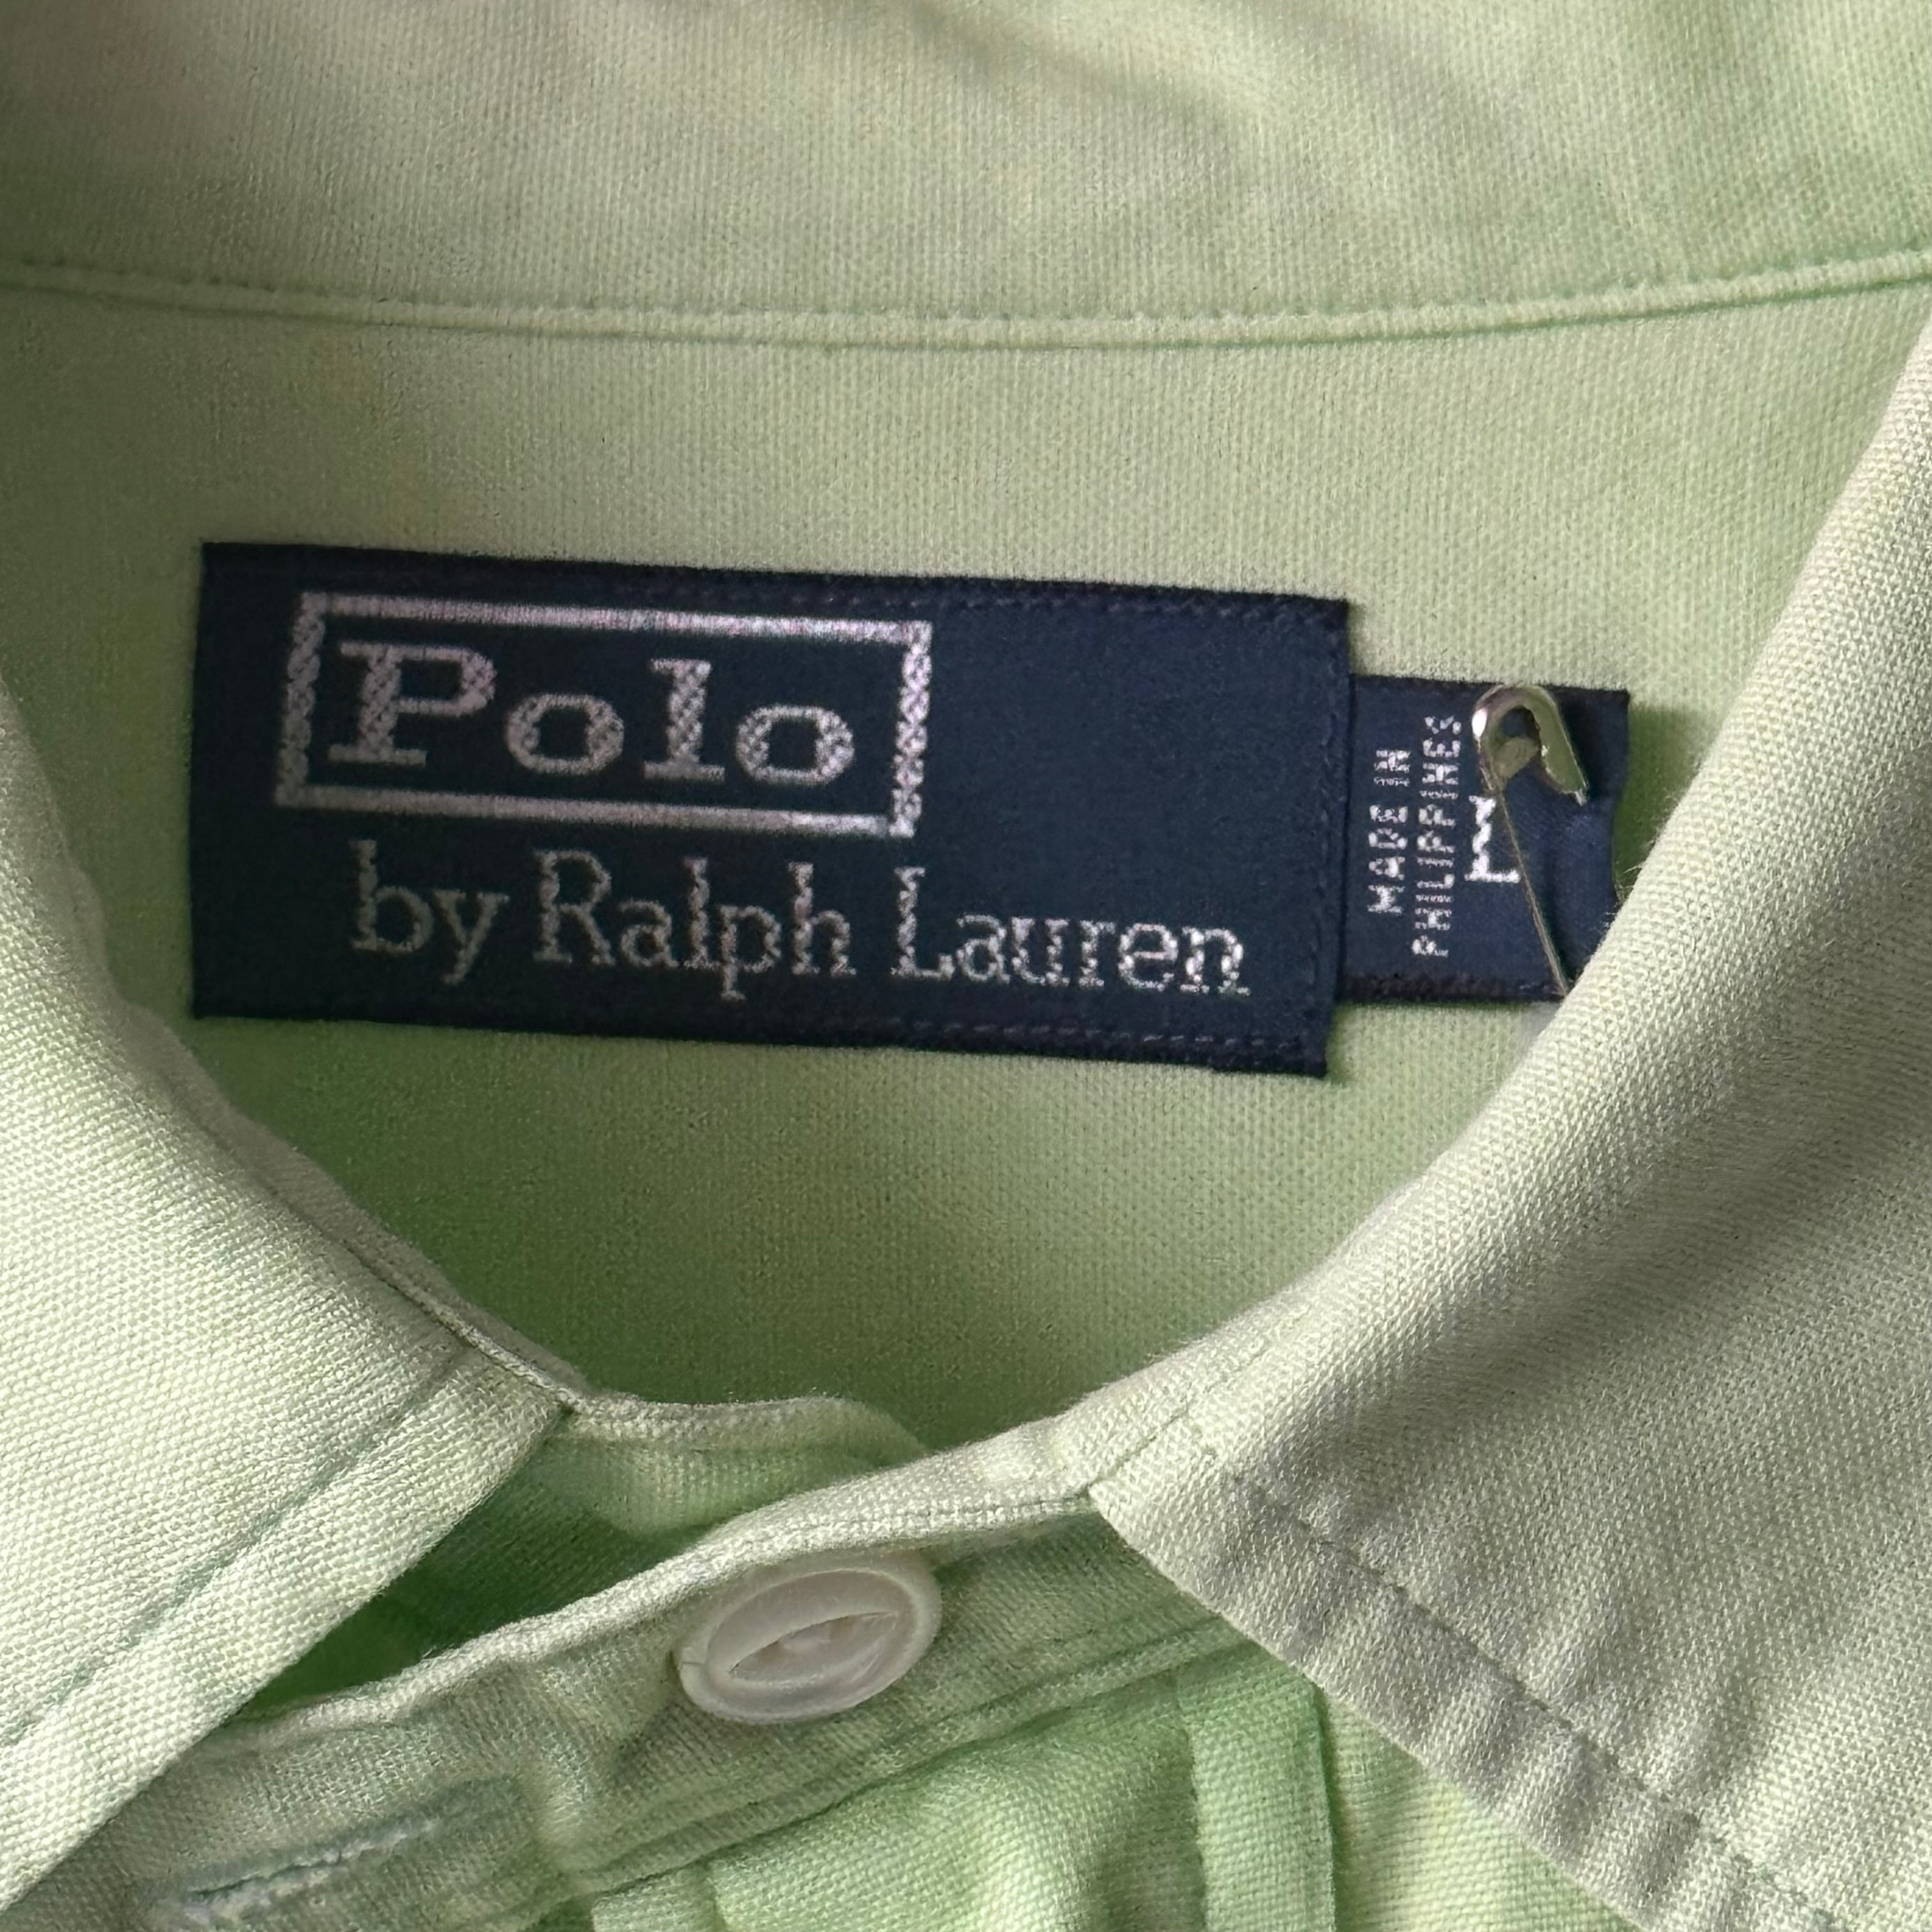 Polo
by Ralph Lauren
MADE IN
PHILIPPINES